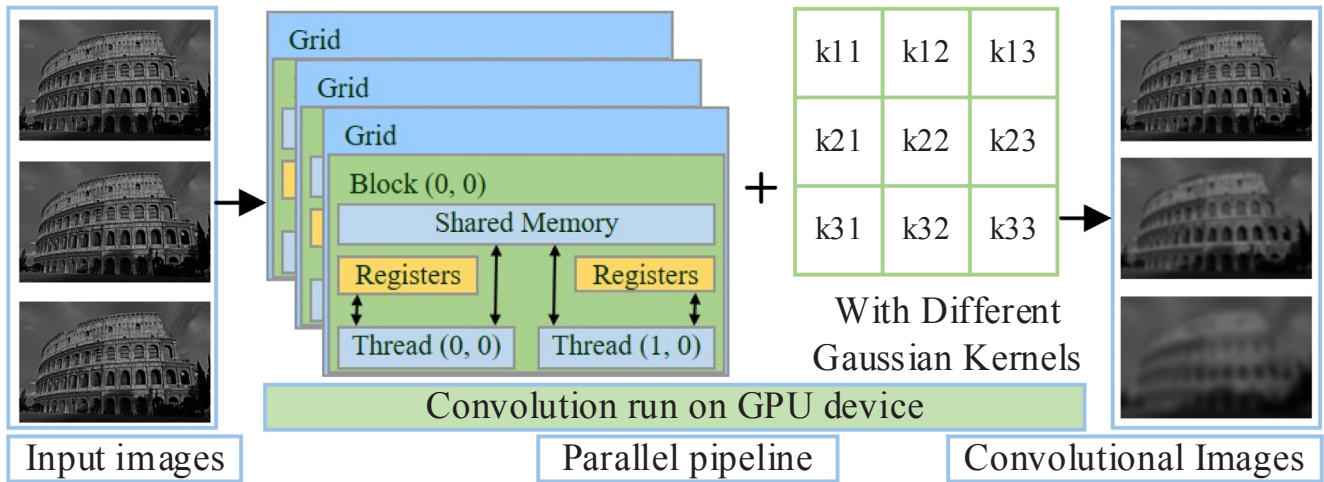 Grid
Grid
Grid
Block (0, 0)
Shared Memory
Registers
Registers
Thread (0, 0)
Thread (1, 0)
k11 k12 k13
k21 k22 k23
k31 k32 k33
+
With Different
Gaussian Kernels
Convolution run on GPU device
Input images
Parallel pipeline
Convolutional Images